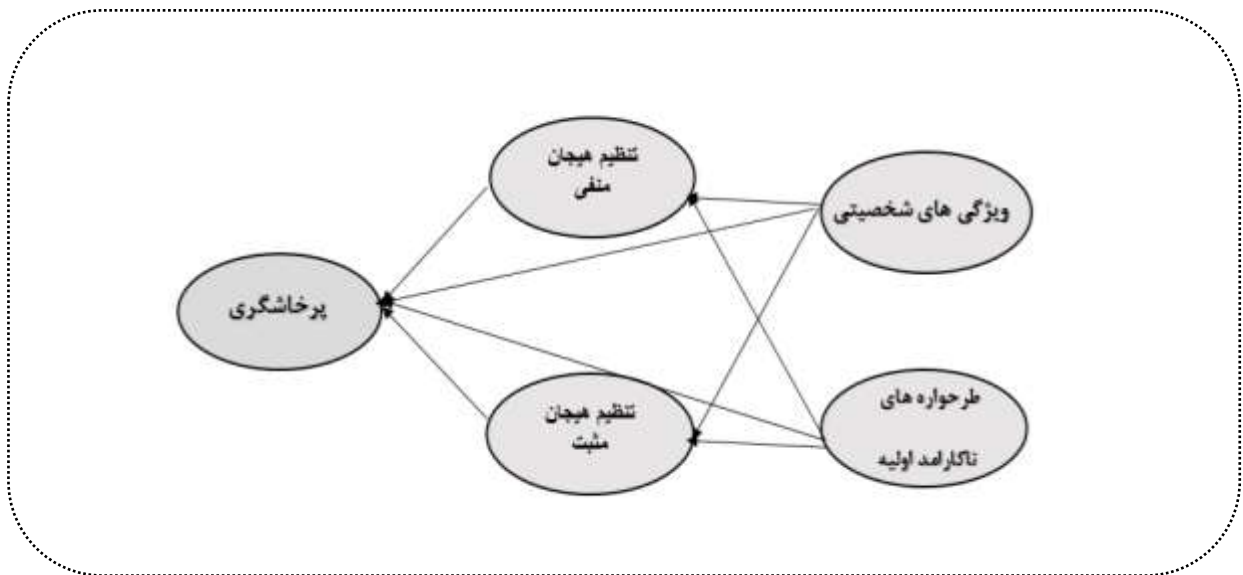 تنظیم هیجان
منفی
ویژگی های شخصیتی
پرخاشگری
تنظیم هیجان
مثبت
طرحواره های
ناکارامد اولیه